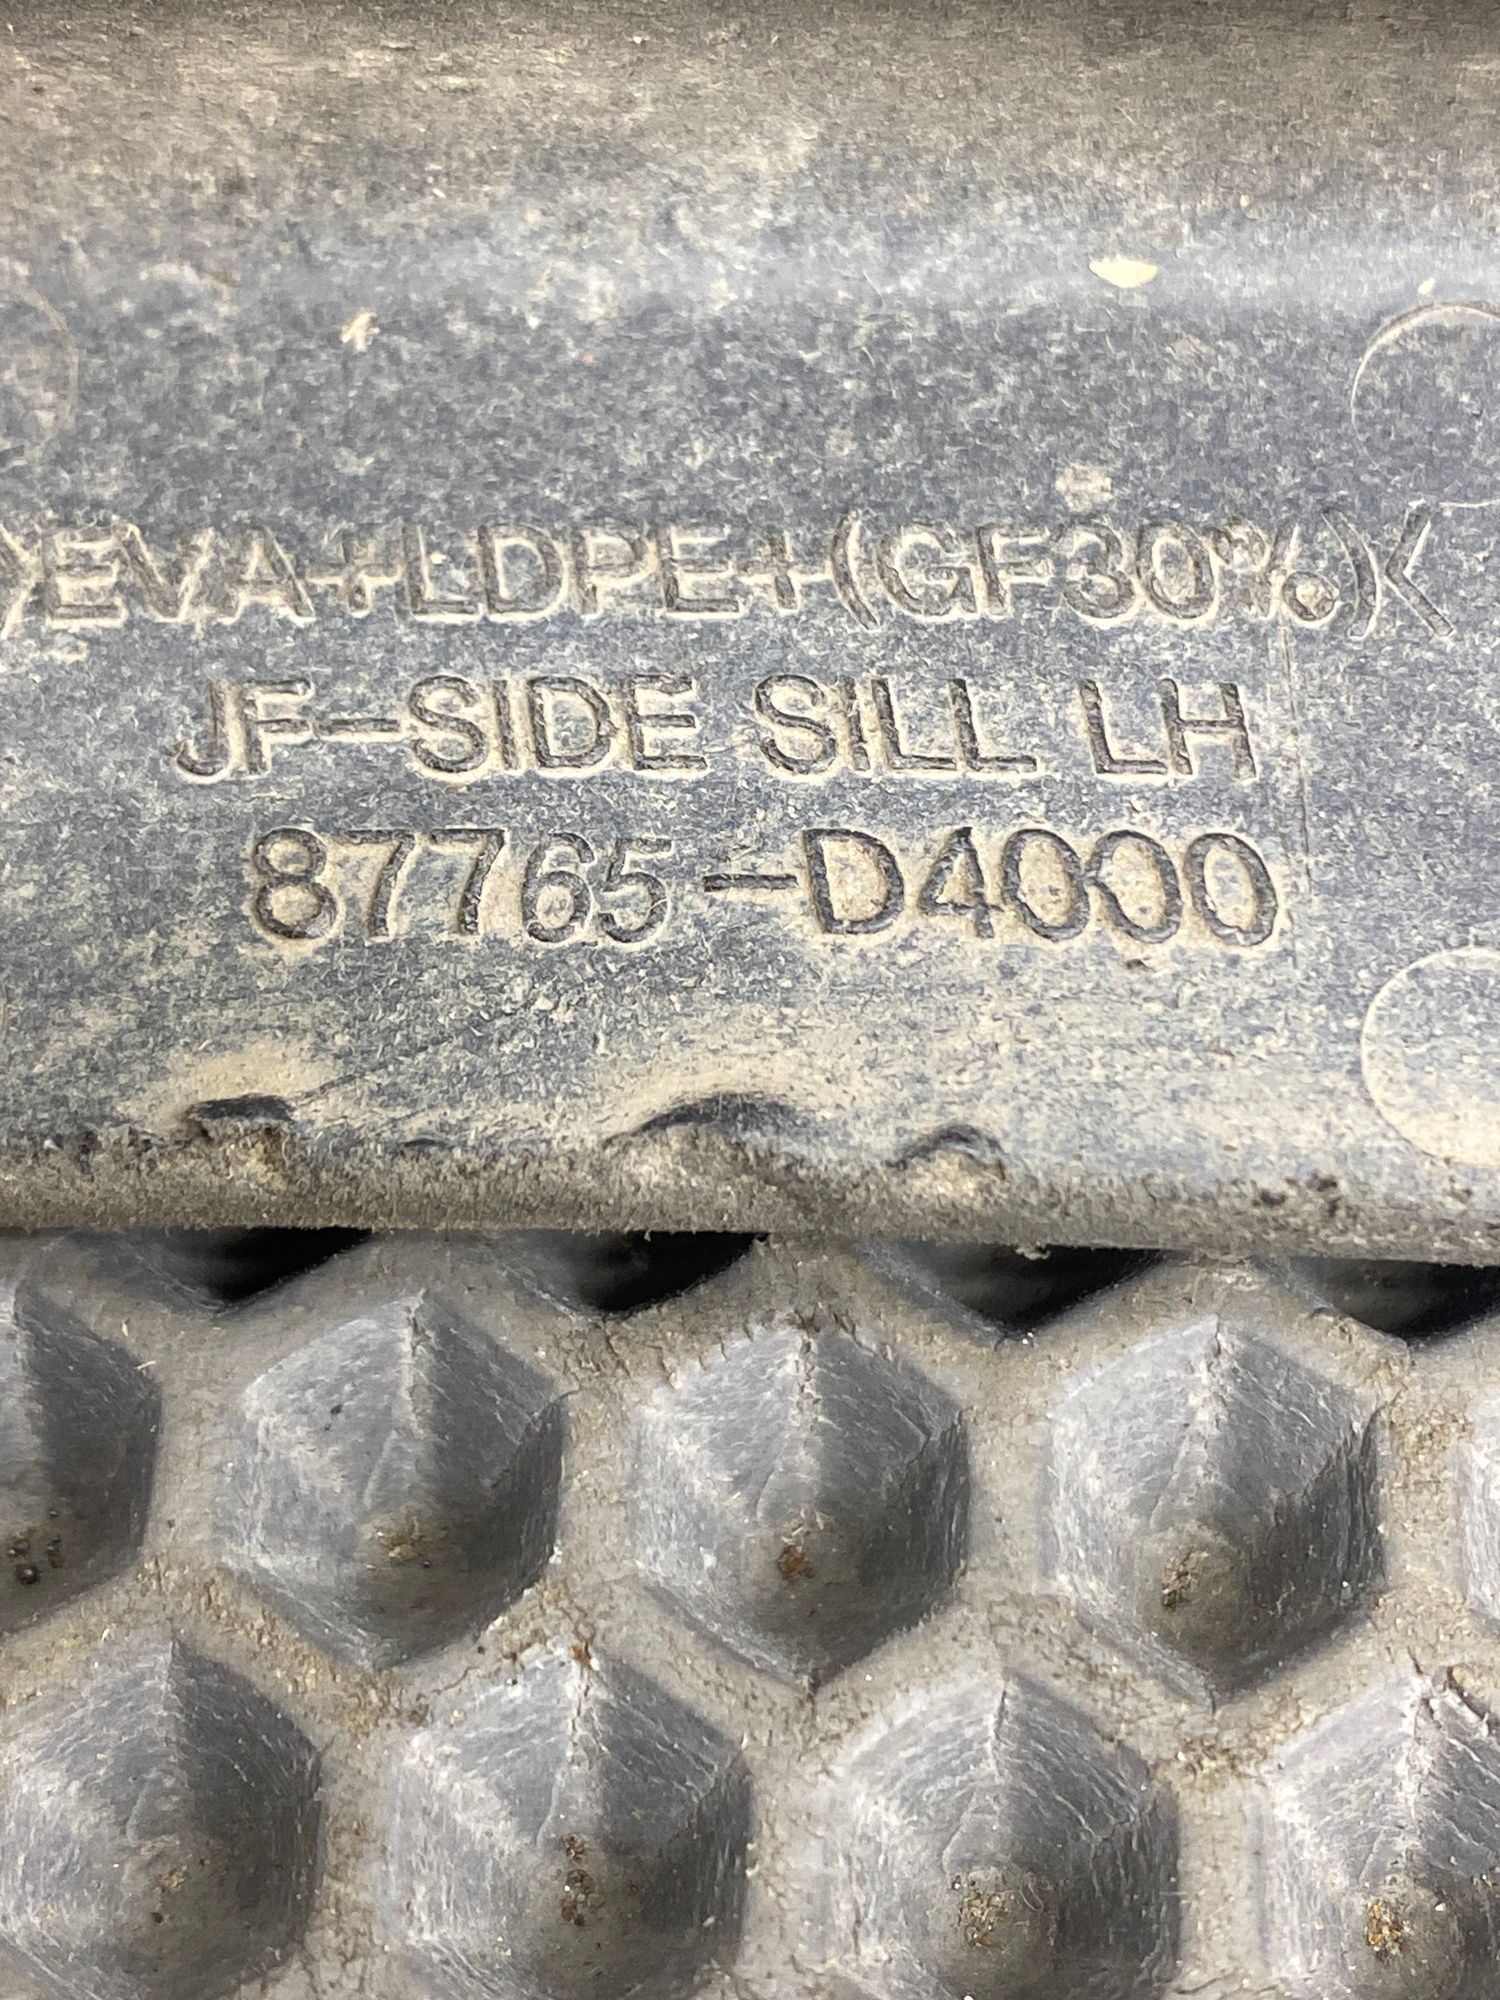 >EVA+LDPE+(GF30%)<
JF-SIDE SILL LH
87765-D4000